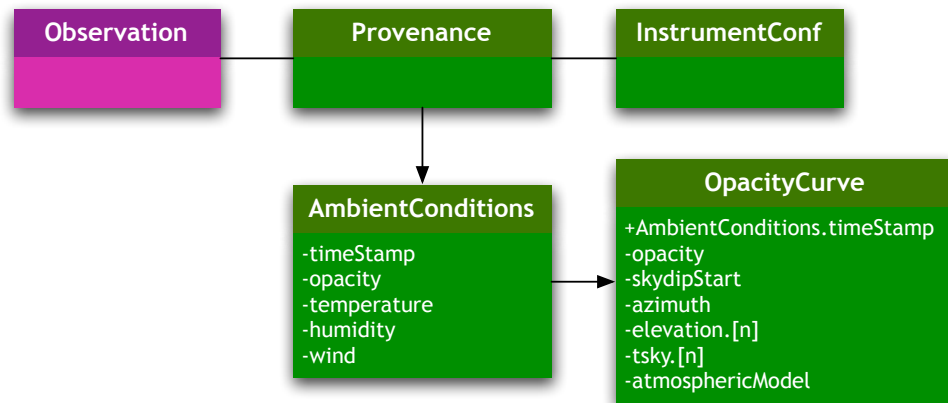 Observation
Provenance
InstrumentConf
AmbientConditions
-timeStamp
-opacity
-temperature
-humidity
-wind
OpacityCurve
+AmbientConditions.timeStamp
-opacity
-skydipStart
-azimuth
-elevation.[n]
-tsky.[n]
-atmosphericModel